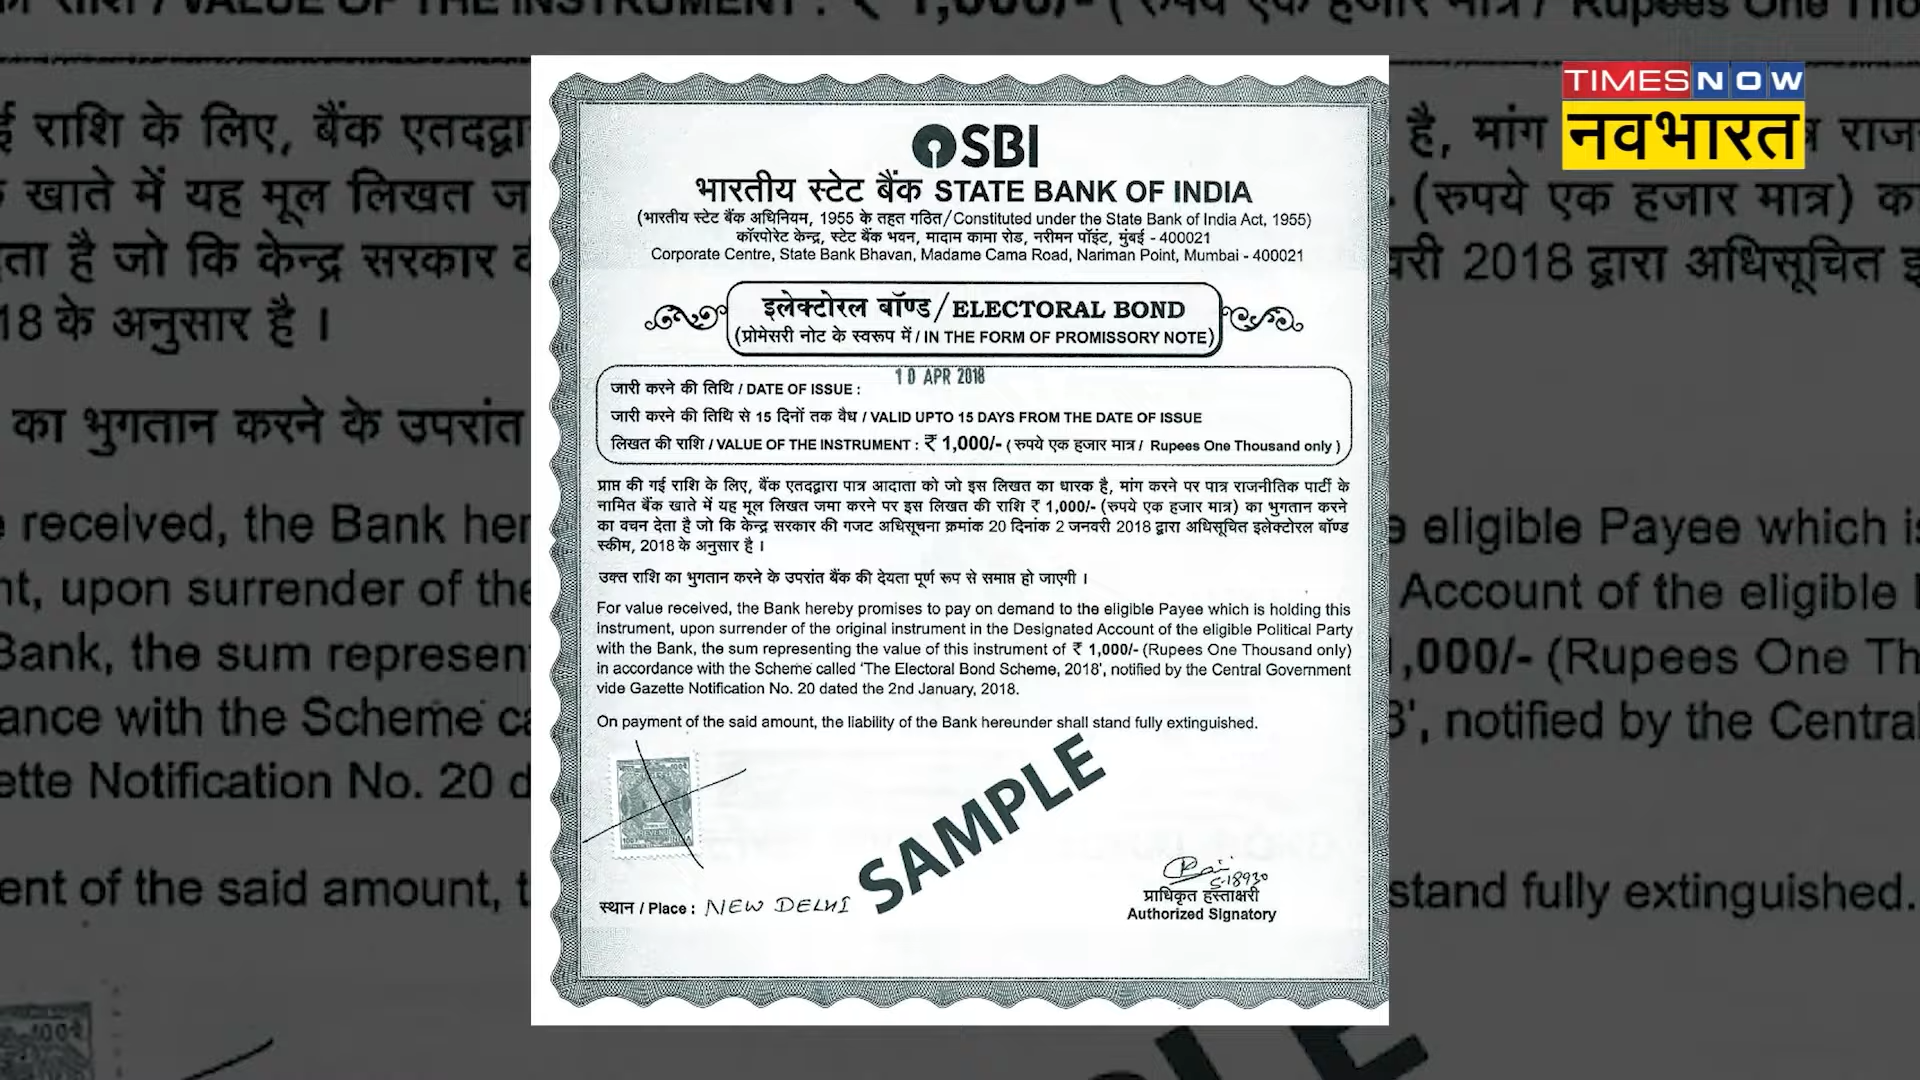 TIMES NOW
नवभारत
SBI
भारतीय स्टेट बैंक STATE BANK OF INDIA
(भारतीय स्टेट बैंक अधिनियम, 1955 के तहत गठित/Constituted under the State Bank of India Act, 1955)
कॉरपोरेट केन्द्र, स्टेट बैंक भवन, मादाम कामा रोड, नरीमन पॉइंट, मुंबई - 400021
Corporate Centre, State Bank Bhavan, Madame Cama Road, Nariman Point, Mumbai - 400021
इलेक्टोरल बॉण्ड/ELECTORAL BOND
(प्रोमेसरी नोट के स्वरूप में / IN THE FORM OF PROMISSORY NOTE)
जारी करने की तिथि / DATE OF ISSUE : 10 APR 2018
जारी करने की तिथि से 15 दिनों तक वैध / VALID UPTO 15 DAYS FROM THE DATE OF ISSUE
लिखत की राशि / VALUE OF THE INSTRUMENT : ₹ 1,000/- ( रुपये एक हजार मात्र / Rupees One Thousand only )
प्राप्त की गई राशि के लिए, बैंक एतदद्वारा पात्र आदाता को जो इस लिखत का धारक है, मांग करने पर पात्र राजनीतिक पार्टी के
नामित बैंक खाते में यह मूल लिखत जमा करने पर इस लिखत की राशि ₹ 1,000/- (रुपये एक हजार मात्र) का भुगतान करने
का वचन देता है जो कि केन्द्र सरकार की गजट अधिसूचना क्रमांक 20 दिनांक 2 जनवरी 2018 द्वारा अधिसूचित इलेक्टोरल बॉण्ड
स्कीम, 2018 के अनुसार है ।
उक्त राशि का भुगतान करने के उपरांत बैंक की देयता पूर्ण रूप से समाप्त हो जाएगी ।
For value received, the Bank hereby promises to pay on demand to the eligible Payee which is holding this
instrument, upon surrender of the original instrument in the Designated Account of the eligible Political Party
with the Bank, the sum representing the value of this instrument of ₹ 1,000/- (Rupees One Thousand only)
in accordance with the Scheme called 'The Electoral Bond Scheme, 2018', notified by the Central Government
vide Gazette Notification No. 20 dated the 2nd January, 2018.
On payment of the said amount, the liability of the Bank hereunder shall stand fully extinguished.
REVENUE
INDIA
SAMPLE
S-18930
स्थान / Place : NEW DELHI
प्राधिकृत हस्ताक्षरी
Authorized Signatory